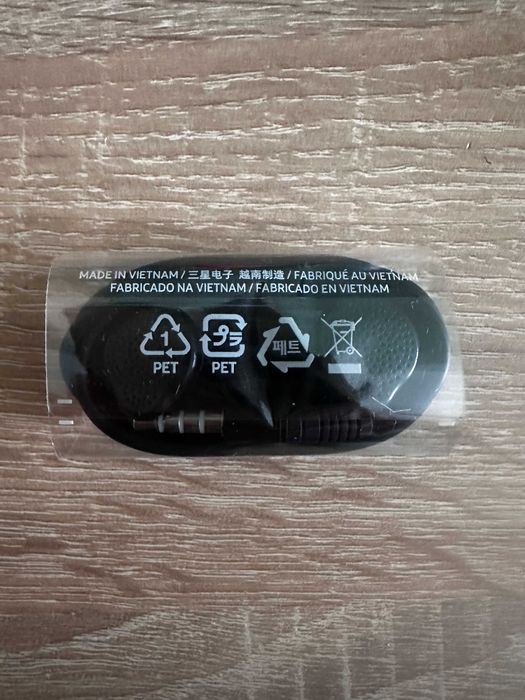 MADE IN VIETNAM / 三星电子 越南制造 / FABRIQUÉ AU VIETNAM
FABRICADO NA VIETNAM / FABRICADO EN VIETNAM
1 プラ 페트
PET PET